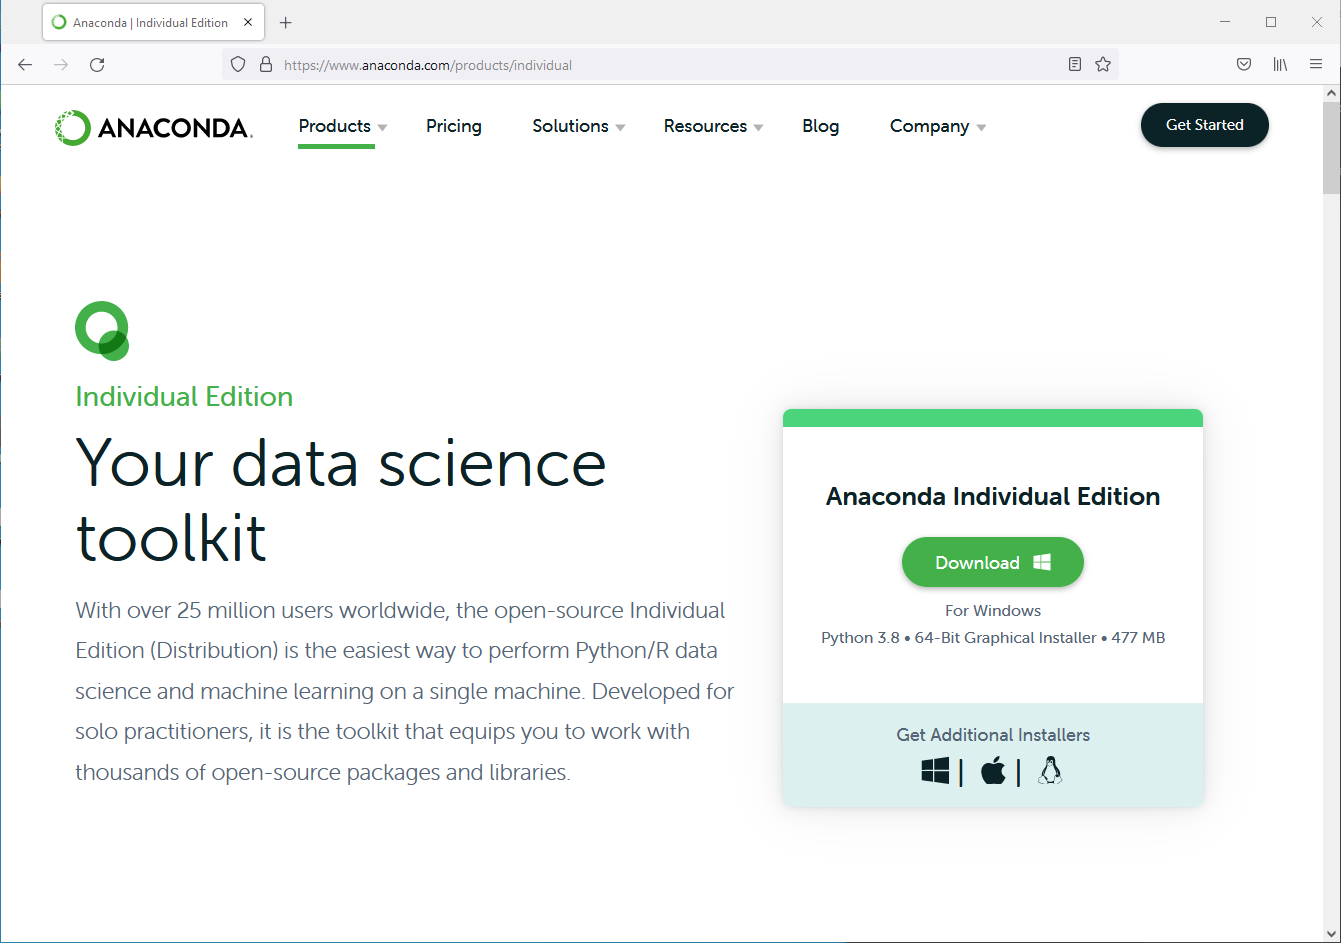 Anaconda | Individual Edition
https://www.anaconda.com/products/individual
ANACONDA.
Products
Pricing
Solutions
Resources
Blog
Company
Get Started
Individual Edition
Your data science
toolkit
With over 25 million users worldwide, the open-source Individual
Edition (Distribution) is the easiest way to perform Python/R data
science and machine learning on a single machine. Developed for
solo practitioners, it is the toolkit that equips you to work with
thousands of open-source packages and libraries.
Anaconda Individual Edition
Download
For Windows
Python 3.8 • 64-Bit Graphical Installer • 477 MB
Get Additional Installers